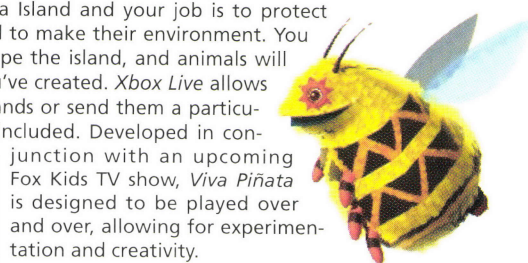 a Island and your job is to protect
to make their environment. You
pe the island, and animals will
u've created. Xbox Live allows
ands or send them a particu-
included. Developed in con-
junction with an upcoming
Fox Kids TV show, Viva Piñata
is designed to be played over
and over, allowing for experimen-
tation and creativity.